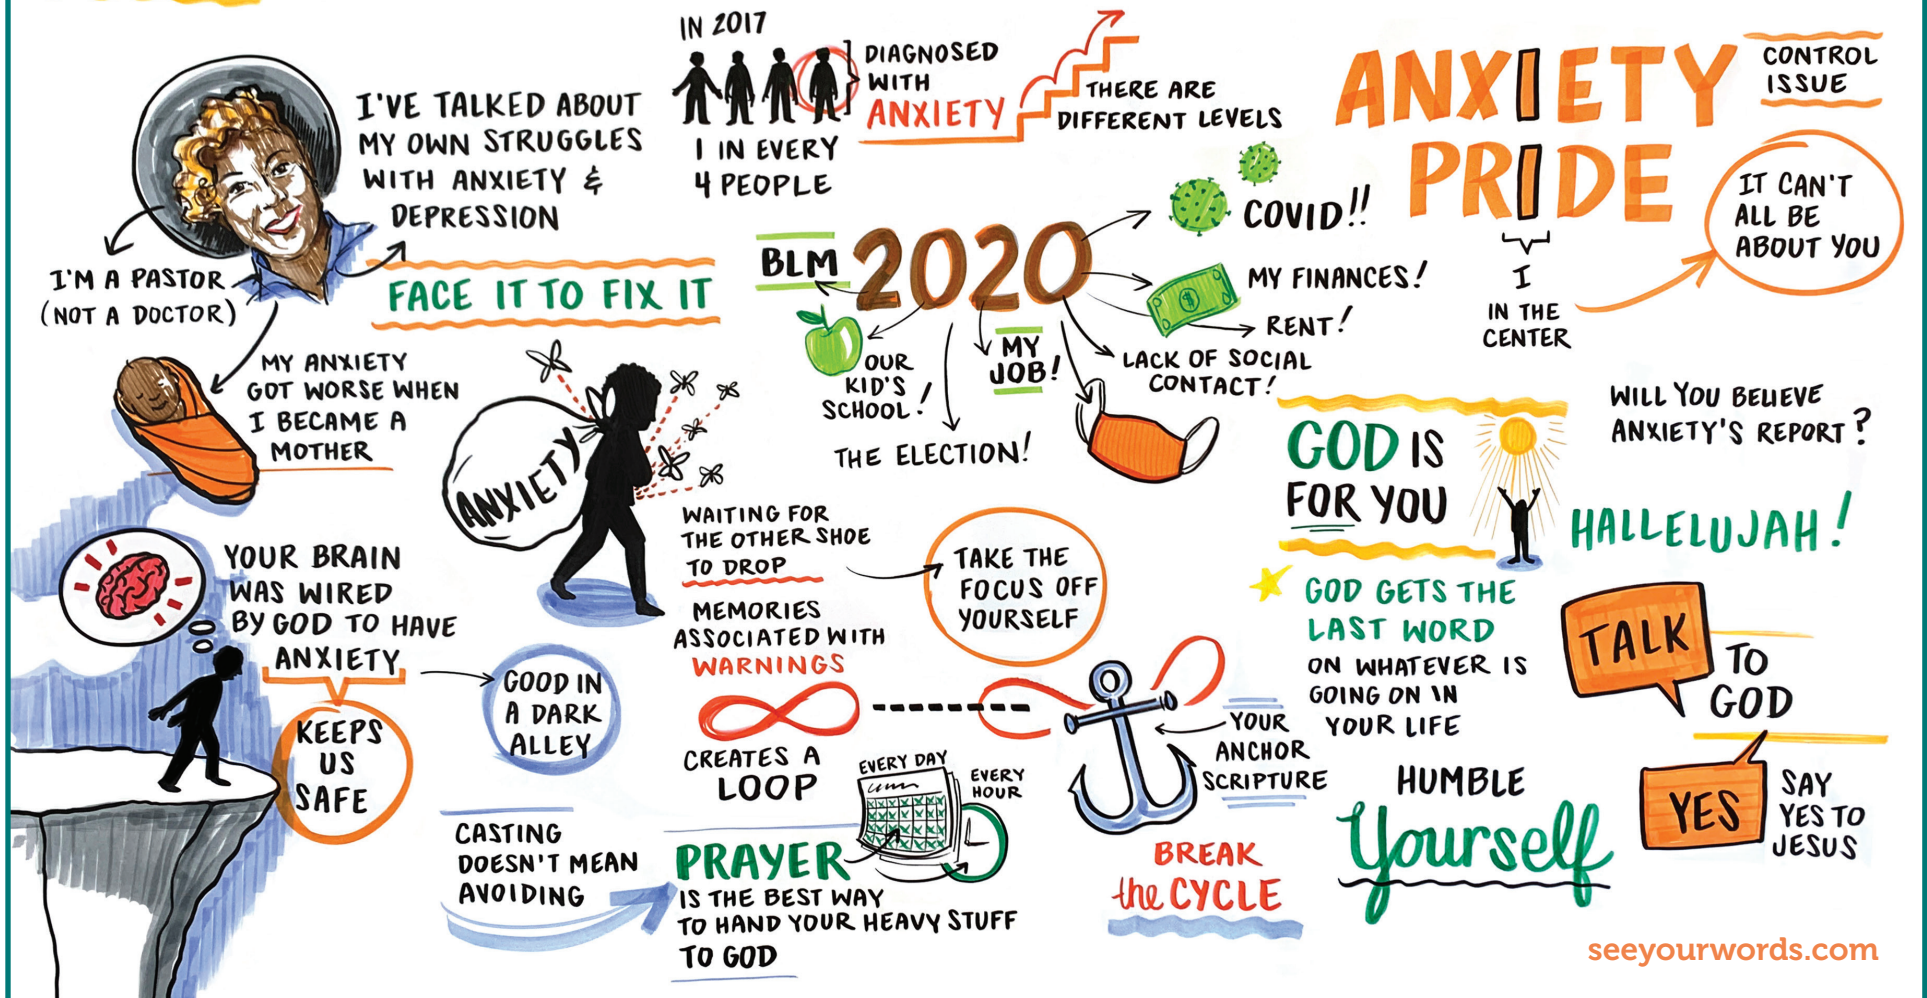 I'VE TALKED ABOUT
MY OWN STRUGGLES
WITH ANXIETY &
DEPRESSION
I'M A PASTOR
(NOT A DOCTOR)
FACE IT TO FIX IT
MY ANXIETY
GOT WORSE WHEN
I BECAME A
MOTHER
YOUR BRAIN
WAS WIRED
BY GOD TO HAVE
ANXIETY
KEEPS
US
SAFE
GOOD IN
A DARK
ALLEY
IN 2017
1 IN EVERY
4 PEOPLE
DIAGNOSED
WITH
ANXIETY
THERE ARE
DIFFERENT LEVELS
2020
BLM
COVID!!
MY FINANCES!
RENT!
LACK OF SOCIAL
CONTACT!
MY
JOB!
THE ELECTION!
OUR
KID'S
SCHOOL!
ANXIETY
WAITING FOR
THE OTHER SHOE
TO DROP
TAKE THE
FOCUS OFF
YOURSELF
MEMORIES
ASSOCIATED WITH
WARNINGS
CREATES A
LOOP
YOUR
ANCHOR
SCRIPTURE
BREAK
the CYCLE
CASTING
DOESN'T MEAN
AVOIDING
PRAYER
IS THE BEST WAY
TO HAND YOUR HEAVY STUFF
TO GOD
EVERY DAY
EVERY
HOUR
ANXIETY
PRIDE
CONTROL
ISSUE
I
IN THE
CENTER
IT CAN'T
ALL BE
ABOUT YOU
WILL YOU BELIEVE
ANXIETY'S REPORT?
GOD IS
FOR YOU
HALLELUJAH!
GOD GETS THE
LAST WORD
ON WHATEVER IS
GOING ON IN
YOUR LIFE
TALK
TO
GOD
YES
SAY
YES TO
JESUS
HUMBLE
Yourself
seeyourwords.com